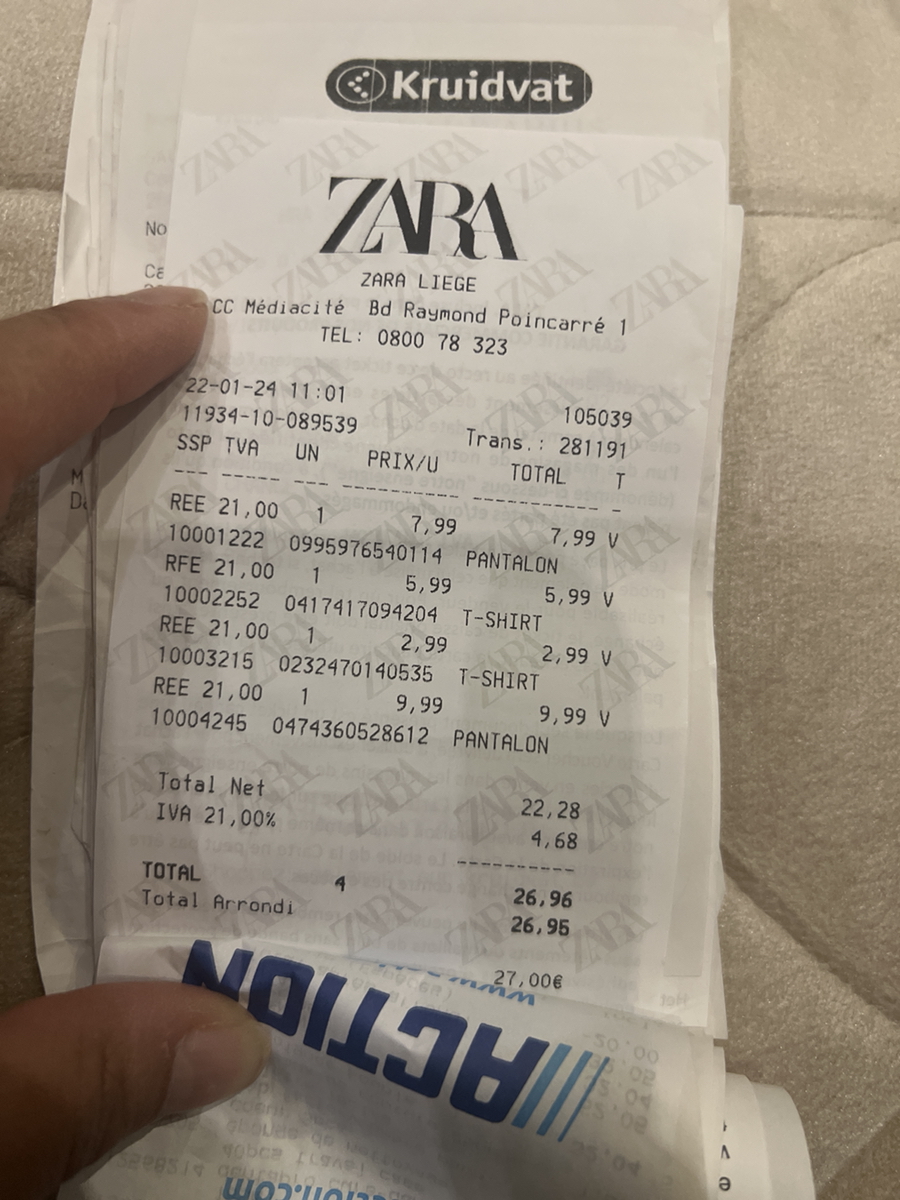 Kruidvat
ZARA
ZARA LIEGE
CC Médiacité Bd Raymond Poincarré 1
TEL: 0800 78 323
22-01-24 11:01 105039
11934-10-089539 Trans.: 281191
SSP TVA UN PRIX/U TOTAL T
REE 21,00 1 7,99 7,99 V
10001222 0995976540114 PANTALON
RFE 21,00 1 5,99 5,99 V
10002252 0417417094204 T-SHIRT
REE 21,00 1 2,99 2,99 V
10003215 0232470140535 T-SHIRT
REE 21,00 1 9,99 9,99 V
10004245 0474360528612 PANTALON
Total Net 22,28
IVA 21,00% 4,68
TOTAL 4 26,96
Total Arrondi 26,95
27,00€
ACTION